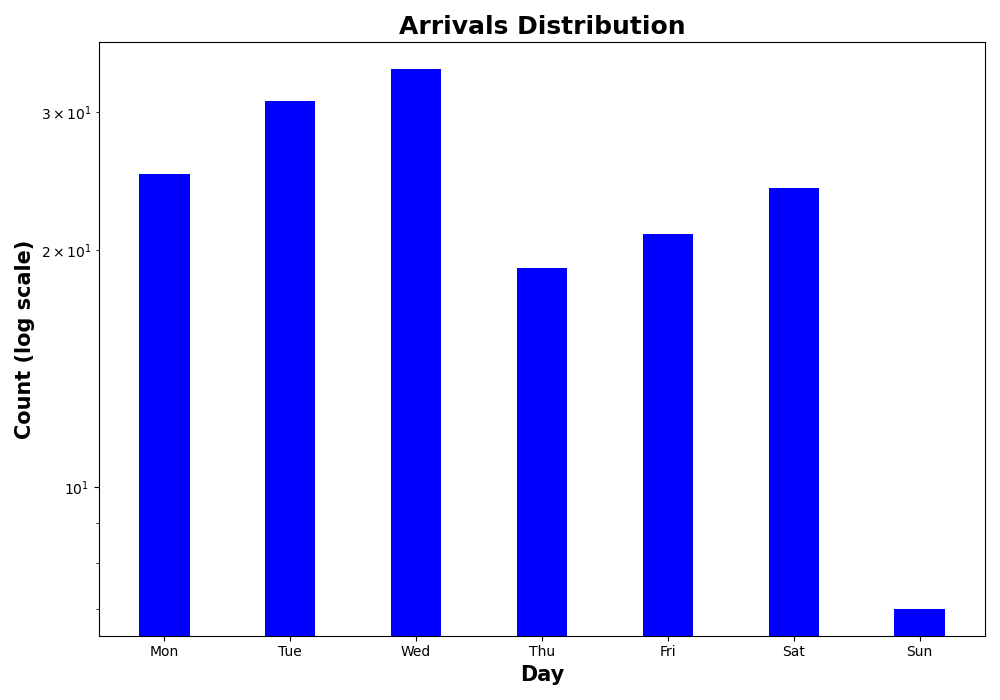 Arrivals Distribution
Count (log scale)
3 × 10¹
2 × 10¹
10¹
Mon Tue Wed Thu Fri Sat Sun
Day